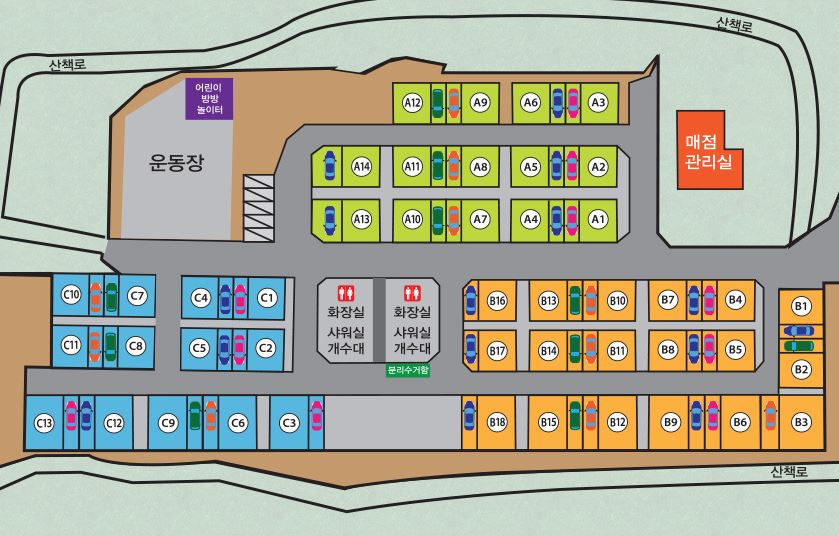 산책로
산책로
어린이
방방
놀이터
운동장
A12 A9 A6 A3
매점
관리실
A14 A11 A8 A5 A2
A13 A10 A7 A4 A1
C10 C7 C4 C1
화장실
샤워실
개수대
화장실
샤워실
개수대
분리수거함
B16 B13 B10 B7 B4 B1
C11 C8 C5 C2
B17 B14 B11 B8 B5 B2
C13 C12 C9 C6 C3 B18 B15 B12 B9 B6 B3
산책로